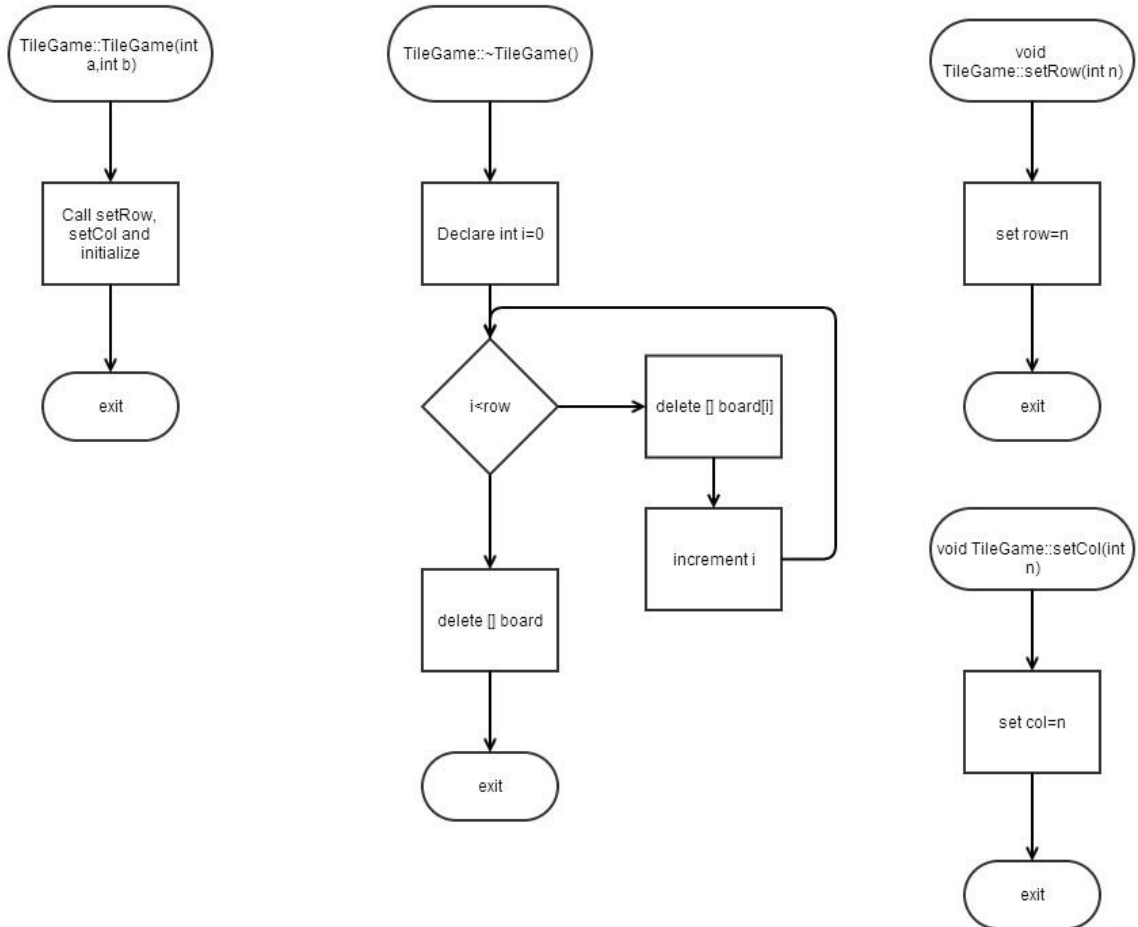 TileGame::TileGame(int
a,int b)
Call setRow,
setCol and
initialize
exit
TileGame::~TileGame()
Declare int i=0
i<row
delete [] board[i]
increment i
delete [] board
exit
void
TileGame::setRow(int n)
set row=n
exit
void TileGame::setCol(int
n)
set col=n
exit